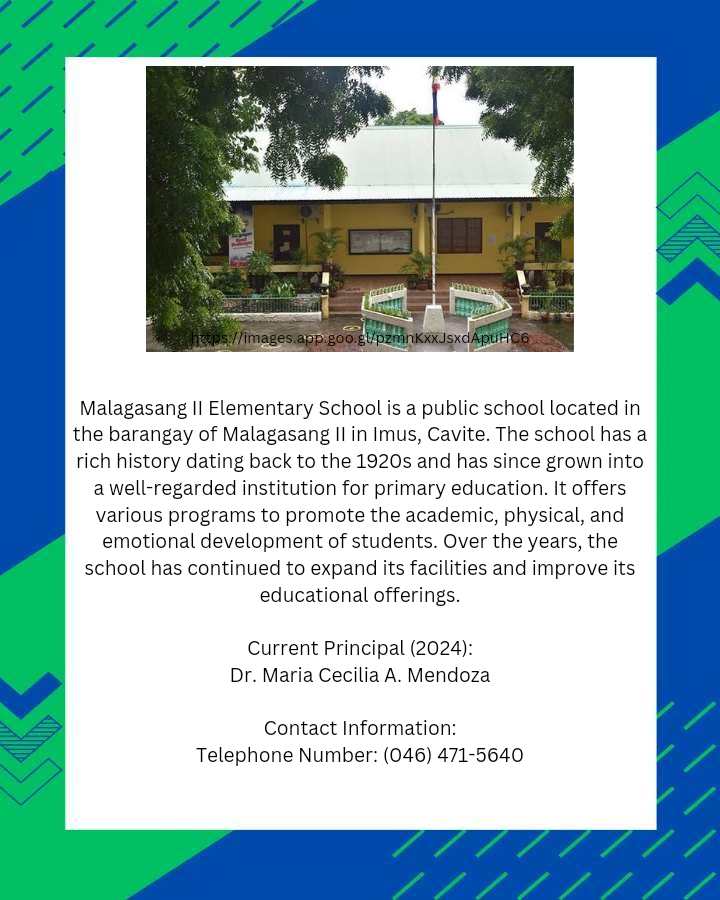 https://images.app.goo.gl/pzmnKxxJsxdApuHC6
Malagasang II Elementary School is a public school located in
the barangay of Malagasang II in Imus, Cavite. The school has a
rich history dating back to the 1920s and has since grown into
a well-regarded institution for primary education. It offers
various programs to promote the academic, physical, and
emotional development of students. Over the years, the
school has continued to expand its facilities and improve its
educational offerings.
Current Principal (2024):
Dr. Maria Cecilia A. Mendoza
Contact Information:
Telephone Number: (046) 471-5640